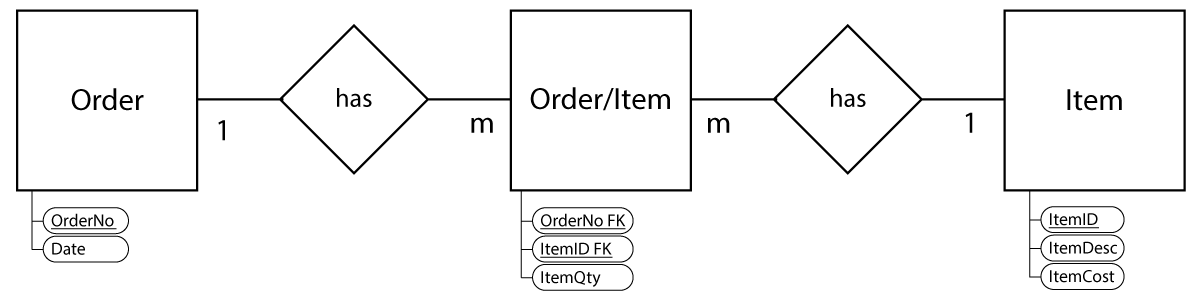 Order
has
Order/Item
has
Item
1
m
m
1
OrderNo
Date
OrderNo FK
ItemID FK
ItemQty
ItemID
ItemDesc
ItemCost